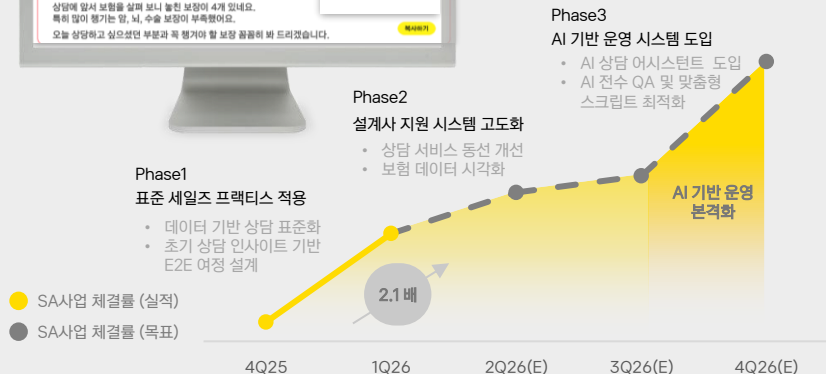 상담에 앞서 보험을 살펴 보니 놓친 보장이 4개 있네요.
특히 많이 챙기는 암, 뇌, 수술 보장이 부족했어요.
오늘 상담하고 싶으셨던 부분과 꼭 챙겨야 할 보장 꼼꼼히 봐 드리겠습니다.
복사하기
Phase3
AI 기반 운영 시스템 도입
• AI 상담 어시스턴트 도입
• AI 전수 QA 및 맞춤형
스크립트 최적화
Phase2
설계사 지원 시스템 고도화
• 상담 서비스 동선 개선
• 보험 데이터 시각화
Phase1
표준 세일즈 프랙티스 적용
• 데이터 기반 상담 표준화
• 초기 상담 인사이트 기반
E2E 여정 설계
AI 기반 운영
본격화
2.1 배
SA사업 체결률 (실적)
SA사업 체결률 (목표)
4Q25 1Q26 2Q26(E) 3Q26(E) 4Q26(E)